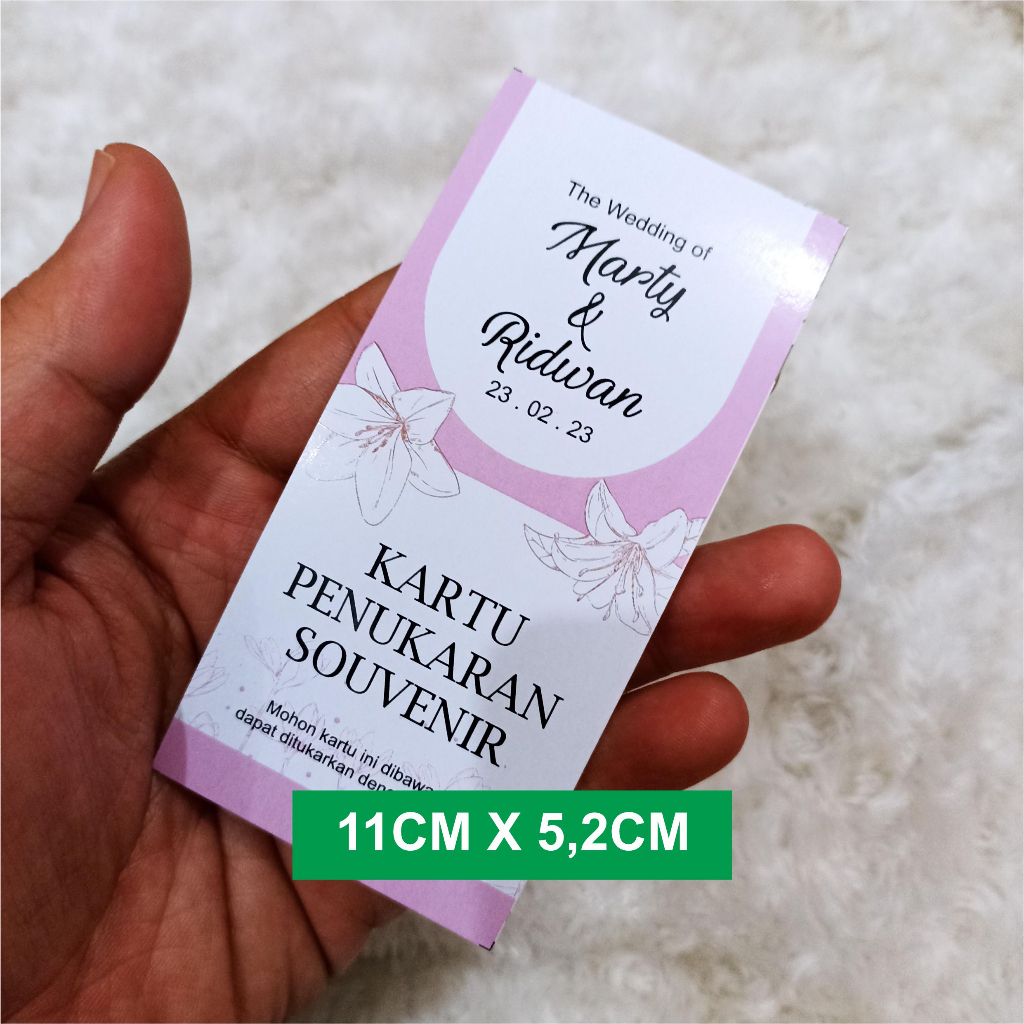 The Wedding of
Marty
&
Ridwan
23 . 02 . 23
KARTU
PENUKARAN
SOUVENIR
Mohon kartu ini dibawa
dapat ditukarkan
11CM X 5,2CM